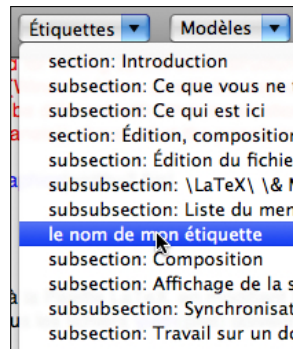 Étiquettes Modèles
section: Introduction
subsection: Ce que vous ne
subsection: Ce qui est ici
section: Édition, composition
subsection: Édition du fichie
subsubsection: \LaTeX\ \&
subsubsection: Liste du men
le nom de mon étiquette
subsection: Composition
subsection: Affichage de la s
subsubsection: Synchronisat
subsection: Travail sur un do